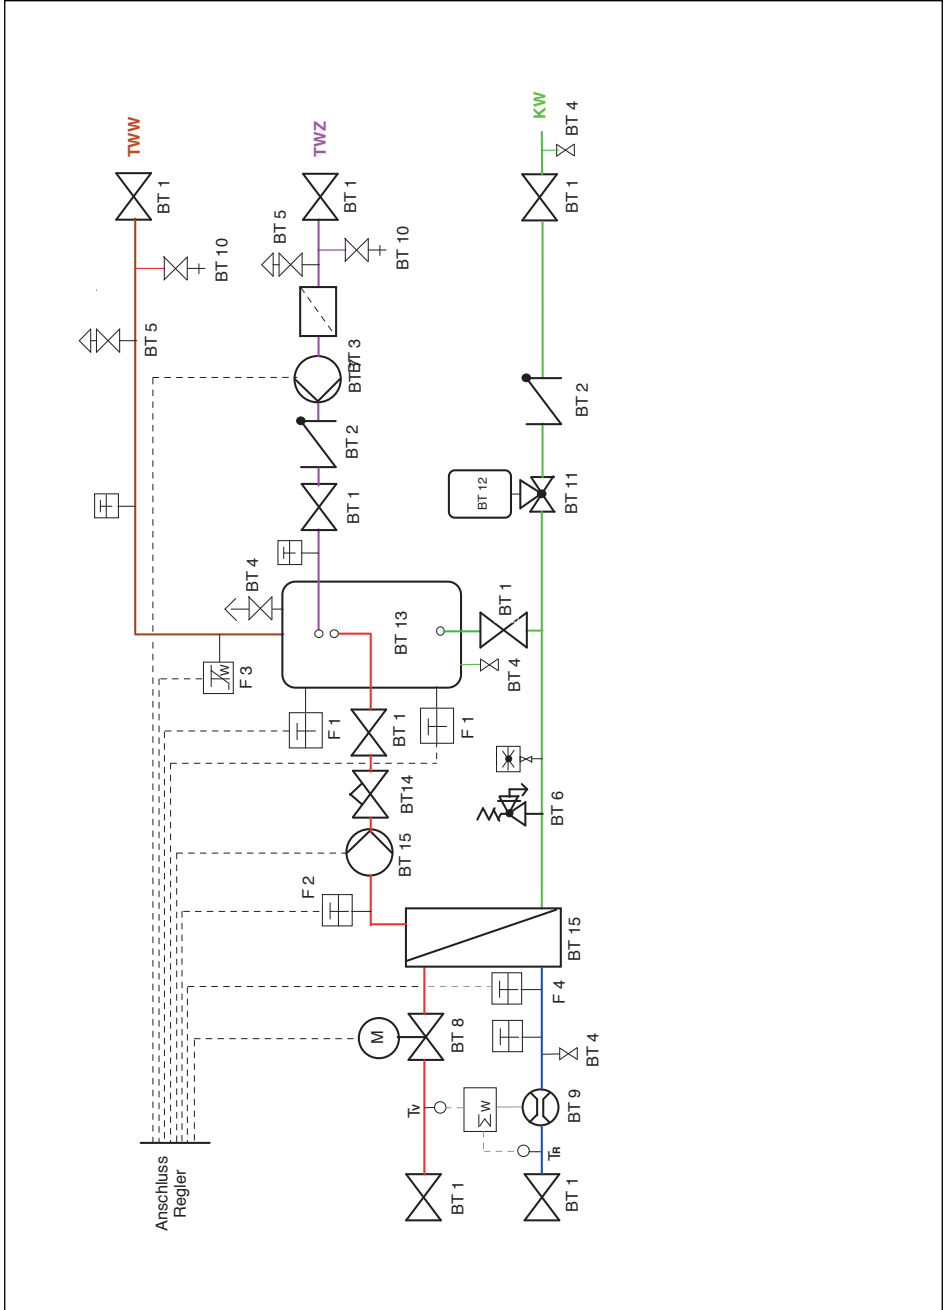 TWW
BT 1
BT 10
BT 5
TWZ
BT 1
BT 5
BT 10
BT 3
BT 2
BT 1
KW
BT 4
BT 1
BT 2
BT 12
BT 11
BT 4
BT 13
BT 1
BT 4
W
F 3
F 1
F 1
BT 1
BT14
BT 15
BT 6
F 2
BT 15
F 4
M
BT 8
BT 4
TV
ΣW
BT 9
TR
BT 1
BT 1
Anschluss
Regler